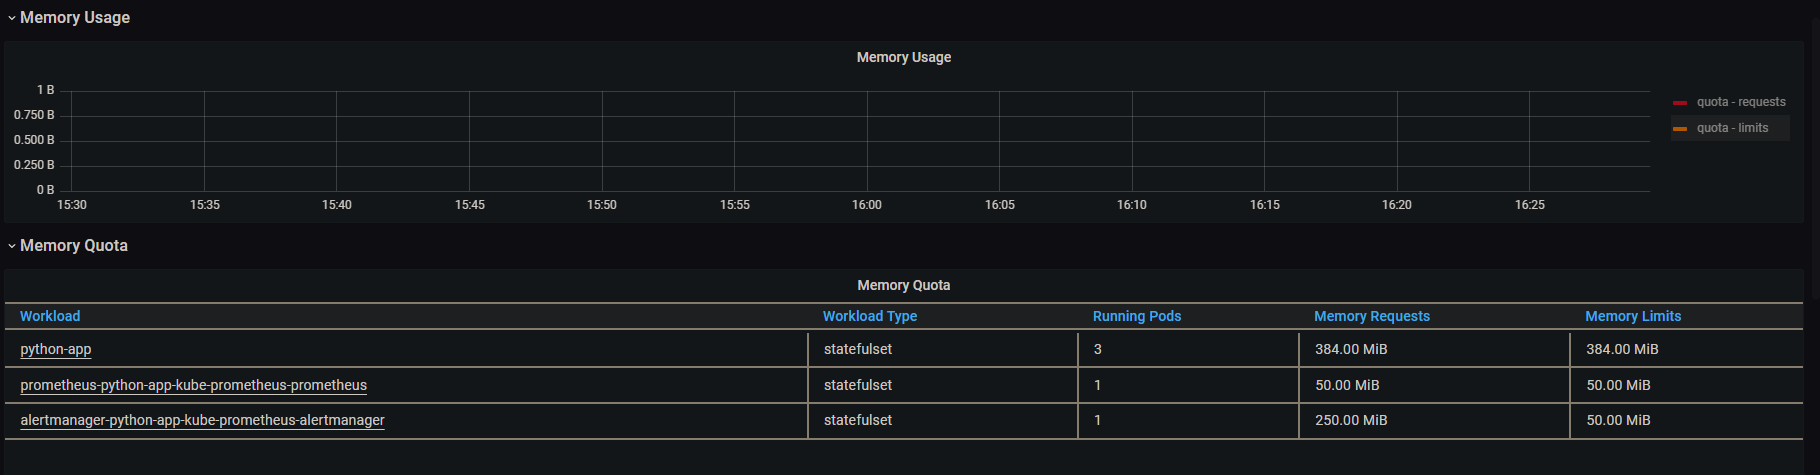 Memory Usage
Memory Usage
1 B
0.750 B
0.500 B
0.250 B
0 B
15:30 15:35 15:40 15:45 15:50 15:55 16:00 16:05 16:10 16:15 16:20 16:25
quota - requests
quota - limits
Memory Quota
Memory Quota
Workload Workload Type Running Pods Memory Requests Memory Limits
python-app statefulset 3 384.00 MiB 384.00 MiB
prometheus-python-app-kube-prometheus-prometheus statefulset 1 50.00 MiB 50.00 MiB
alertmanager-python-app-kube-prometheus-alertmanager statefulset 1 250.00 MiB 50.00 MiB